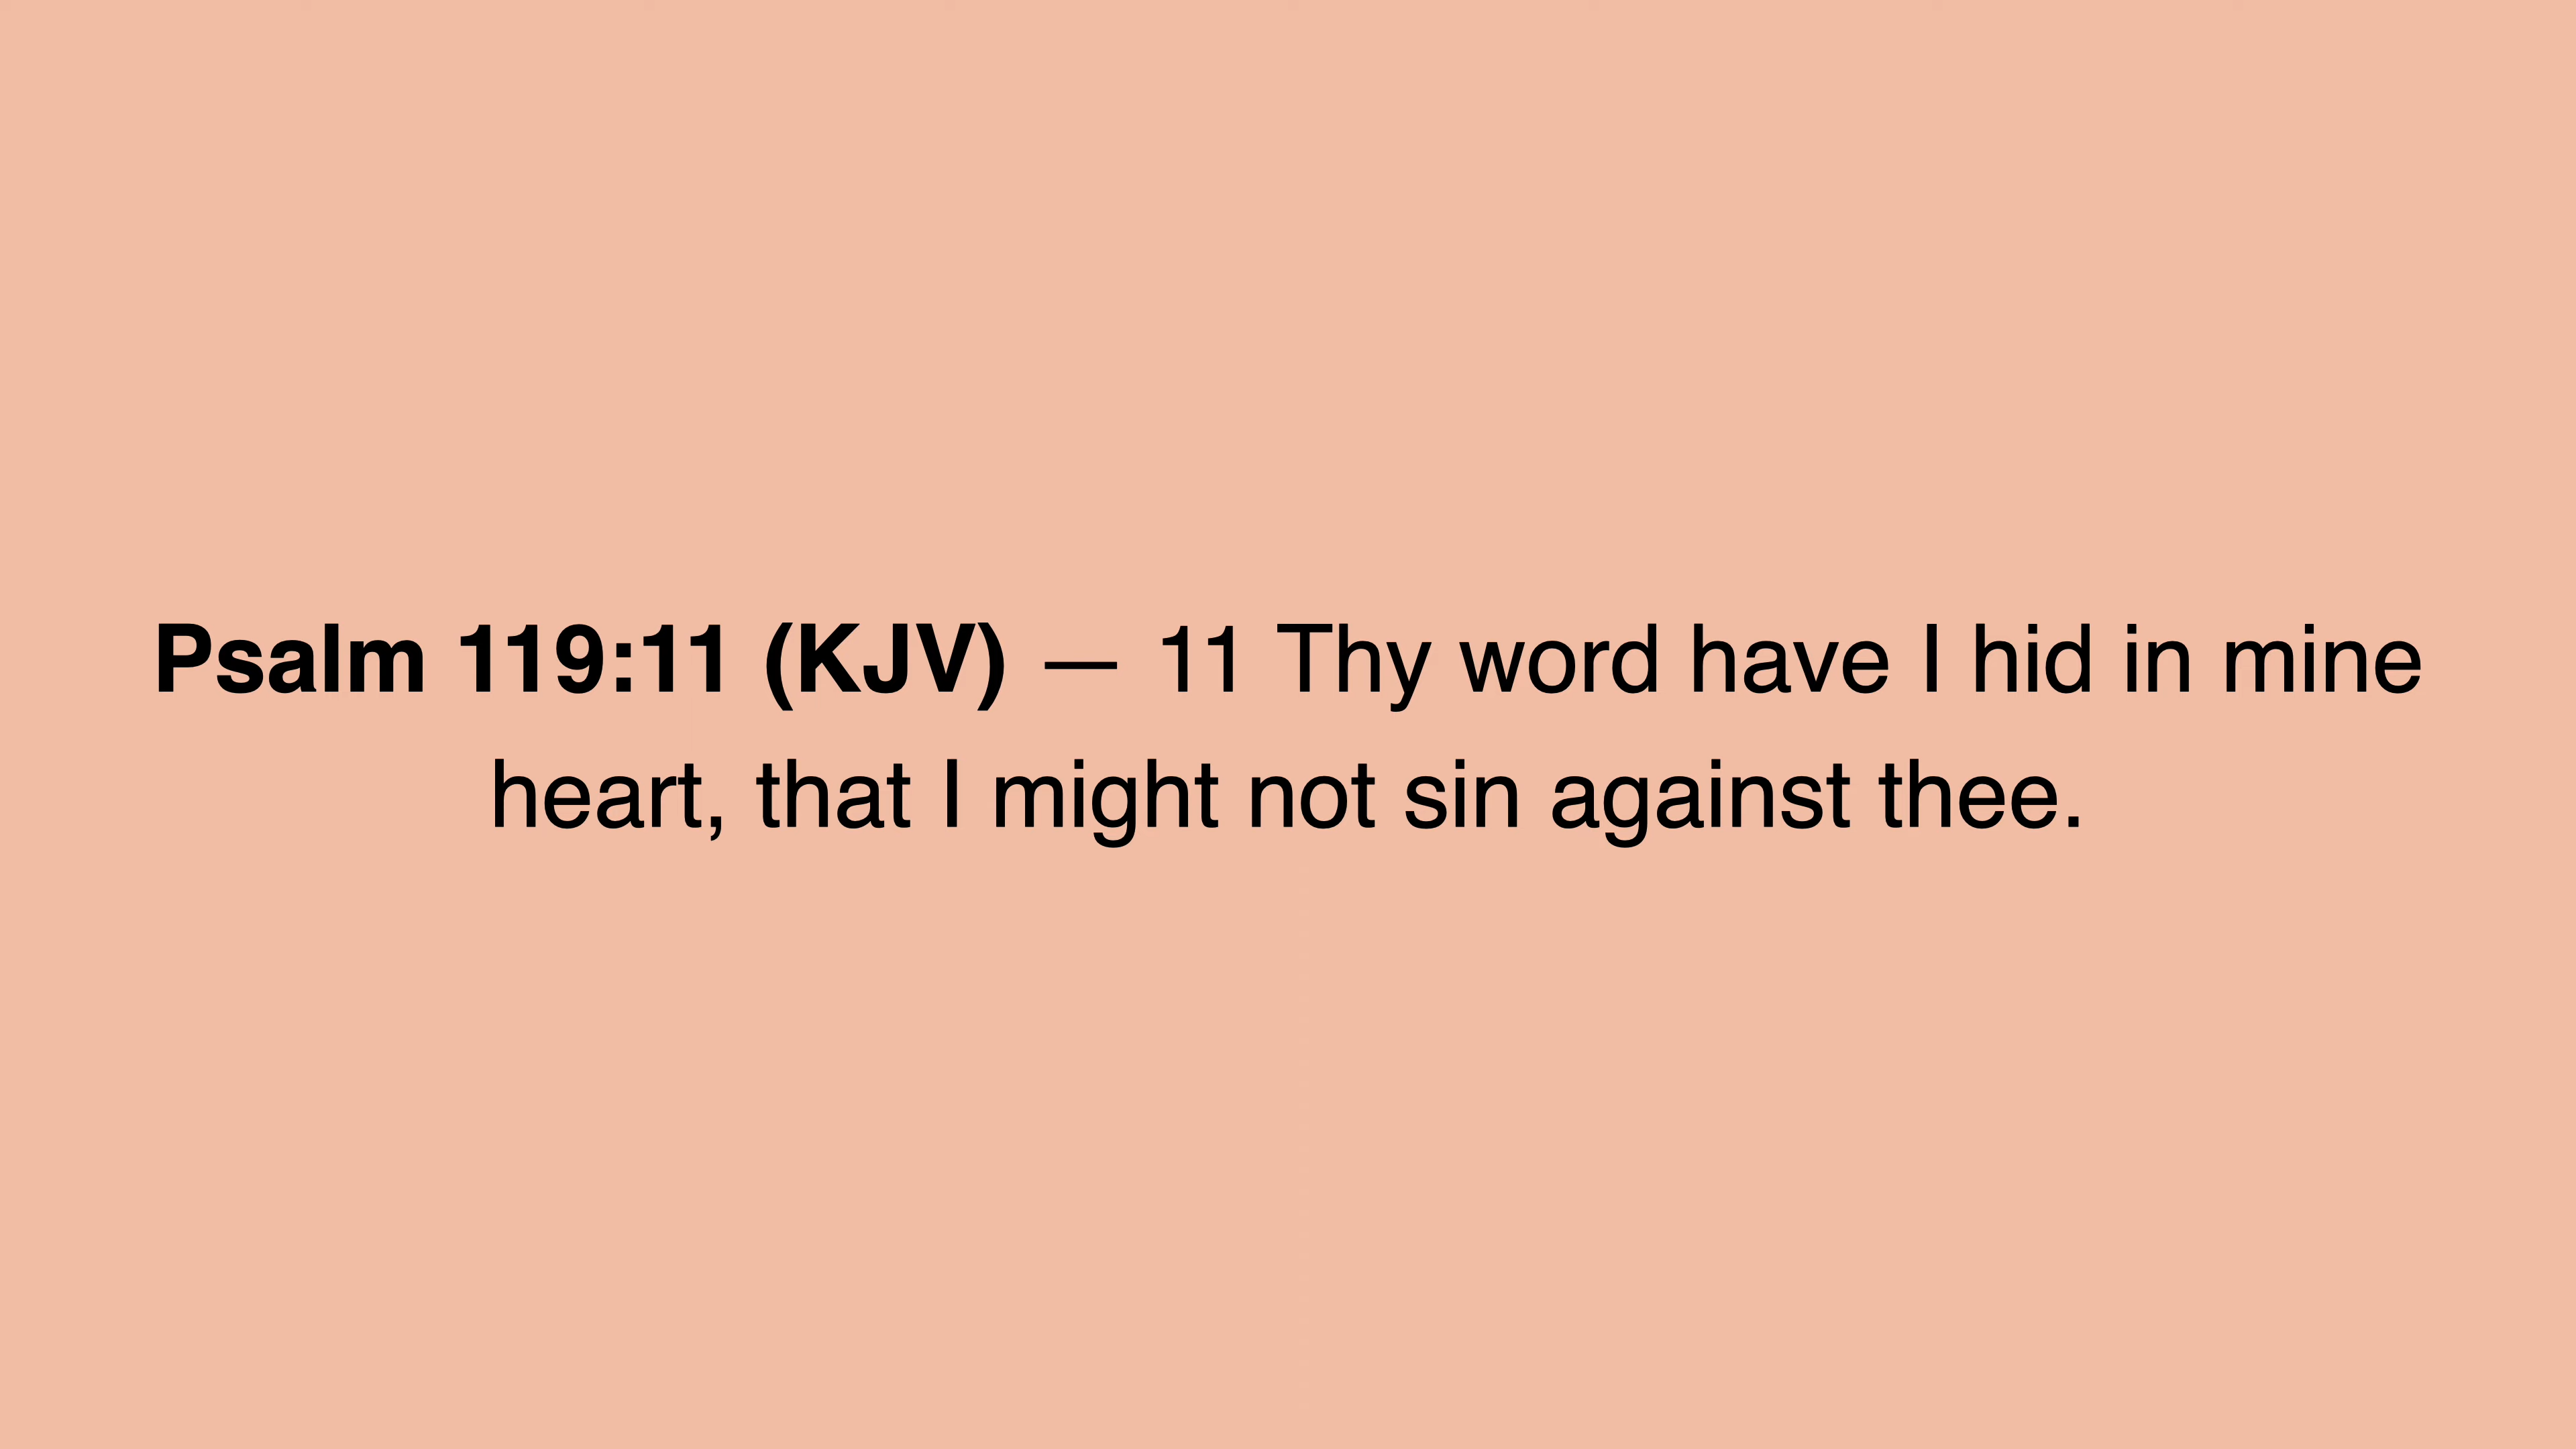 Psalm 119:11 (KJV) — 11 Thy word have I hid in mine
heart, that I might not sin against thee.